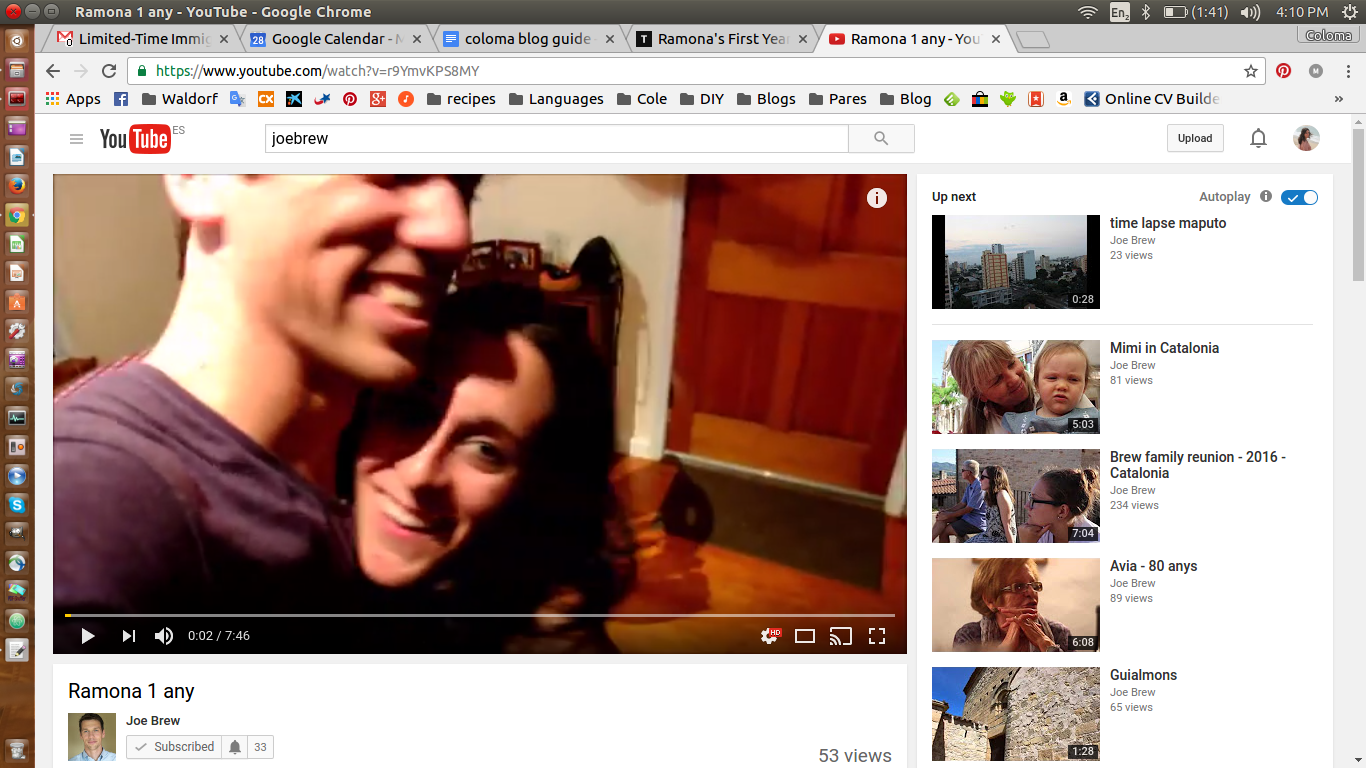 Ramona 1 any - YouTube - Google Chrome
En2
(1:41)
4:10 PM
0
Limited-Time Immig
28
Google Calendar - M
coloma blog guide -
T
Ramona's First Year
Ramona 1 any - You
Coloma
https://www.youtube.com/watch?v=r9YmvKPS8MY
M
Apps
Waldorf
CX
recipes
Languages
Cole
DIY
Blogs
Pares
Blog
Online CV Builde
»
YouTube ES
joebrew
Upload
0:02 / 7:46
HD
Ramona 1 any
Joe Brew
Subscribed
33
53 views
Up next
Autoplay
time lapse maputo
Joe Brew
23 views
0:28
Mimi in Catalonia
Joe Brew
81 views
5:03
Brew family reunion - 2016 -
Catalonia
Joe Brew
234 views
7:04
Avia - 80 anys
Joe Brew
89 views
6:08
Guialmons
Joe Brew
65 views
1:28